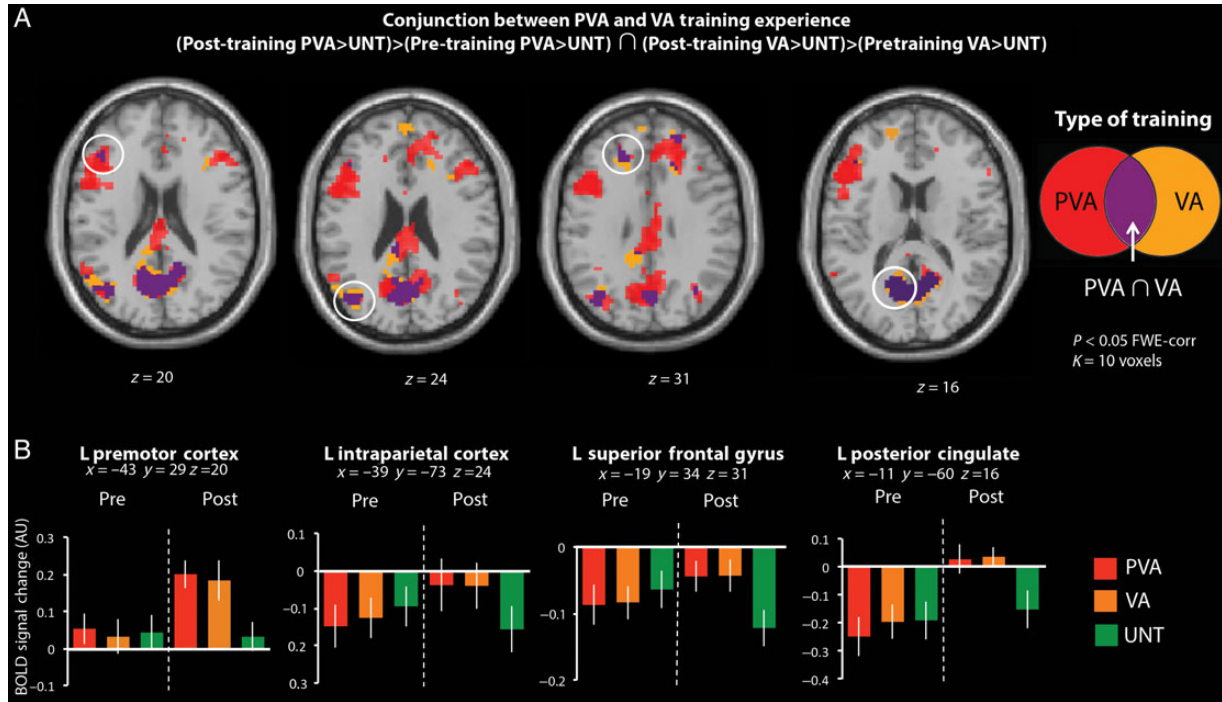 A
Conjunction between PVA and VA training experience
(Post-training PVA>UNT)>(Pre-training PVA>UNT) ∩ (Post-training VA>UNT)>(Pretraining VA>UNT)
Type of training
PVA
VA
PVA ∩ VA
P < 0.05 FWE-corr
K = 10 voxels
z = 20
z = 24
z = 31
z = 16
B
L premotor cortex
x = −43 y = 29 z =20
Pre
Post
BOLD signal change (AU)
0.3
0.2
0.1
0
−0.1
L intraparietal cortex
x = −39 y = −73 z =24
Pre
Post
0.1
0
−0.1
0.2
0.3
L superior frontal gyrus
x = −19 y = 34 z = 31
Pre
Post
0
−0.1
−0.2
L posterior cingulate
x = −11 y = −60 z =16
Pre
Post
0.1
0
−0.1
−0.2
−0.3
−0.4
PVA
VA
UNT